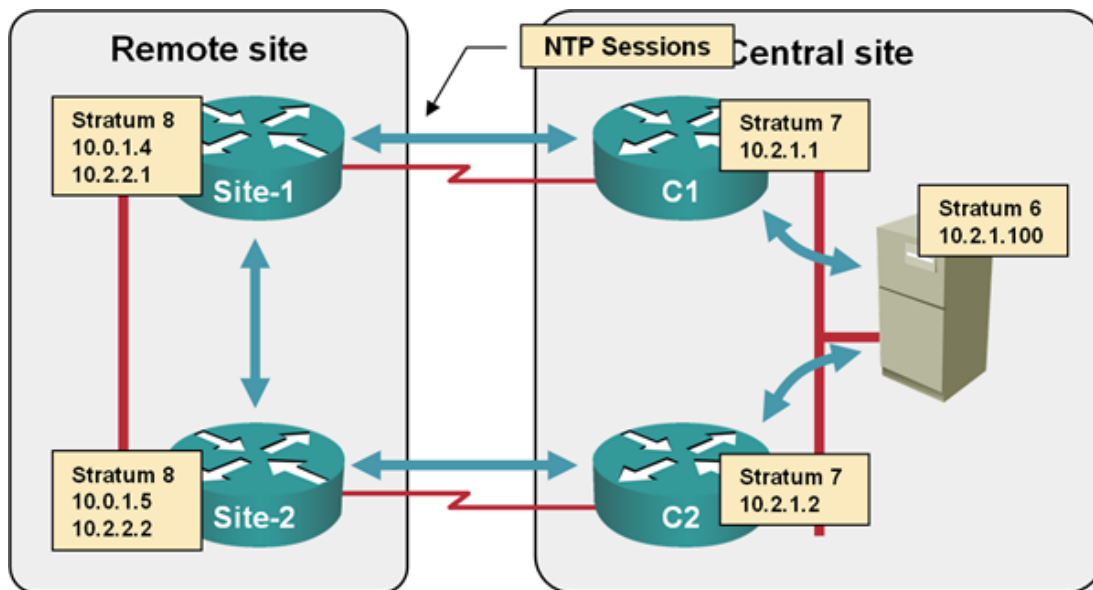 Remote site
NTP Sessions
Central site
Stratum 8
10.0.1.4
10.2.2.1
Site-1
C1
Stratum 7
10.2.1.1
Stratum 6
10.2.1.100
Stratum 8
10.0.1.5
10.2.2.2
Site-2
C2
Stratum 7
10.2.1.2